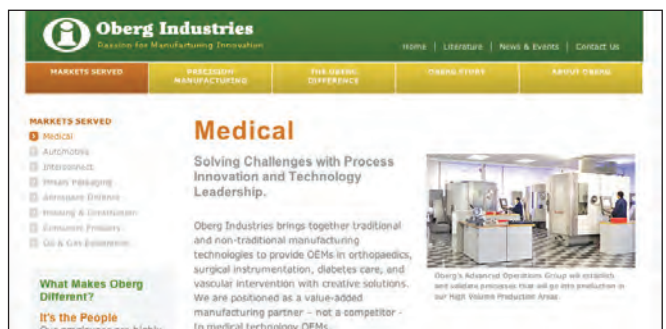 Oberg Industries
Passion for Manufacturing Innovation
Home | Literature | News & Events | Contact Us
MARKETS SERVED
PRECISION MANUFACTURING
THE OBERG DIFFERENCE
OBERG STORY
ABOUT OBERG
MARKETS SERVED
Medical
Automotive
Interconnect
Metals Packaging
Aerospace Defense
Housing & Construction
Consumer Products
Oil & Gas
Medical
Solving Challenges with Process
Innovation and Technology
Leadership.
Oberg Industries brings together traditional
and non-traditional manufacturing
technologies to provide OEMs in orthopaedics,
surgical instrumentation, diabetes care, and
vascular intervention with creative solutions.
We are positioned as a value-added
manufacturing partner – not a competitor -
to medical technology OEMs.
Oberg's Advanced Operations Group will establish
and validate processes that will go into production in
our High Volume Production Areas.
What Makes Oberg
Different?
It's the People
Our employees are highly